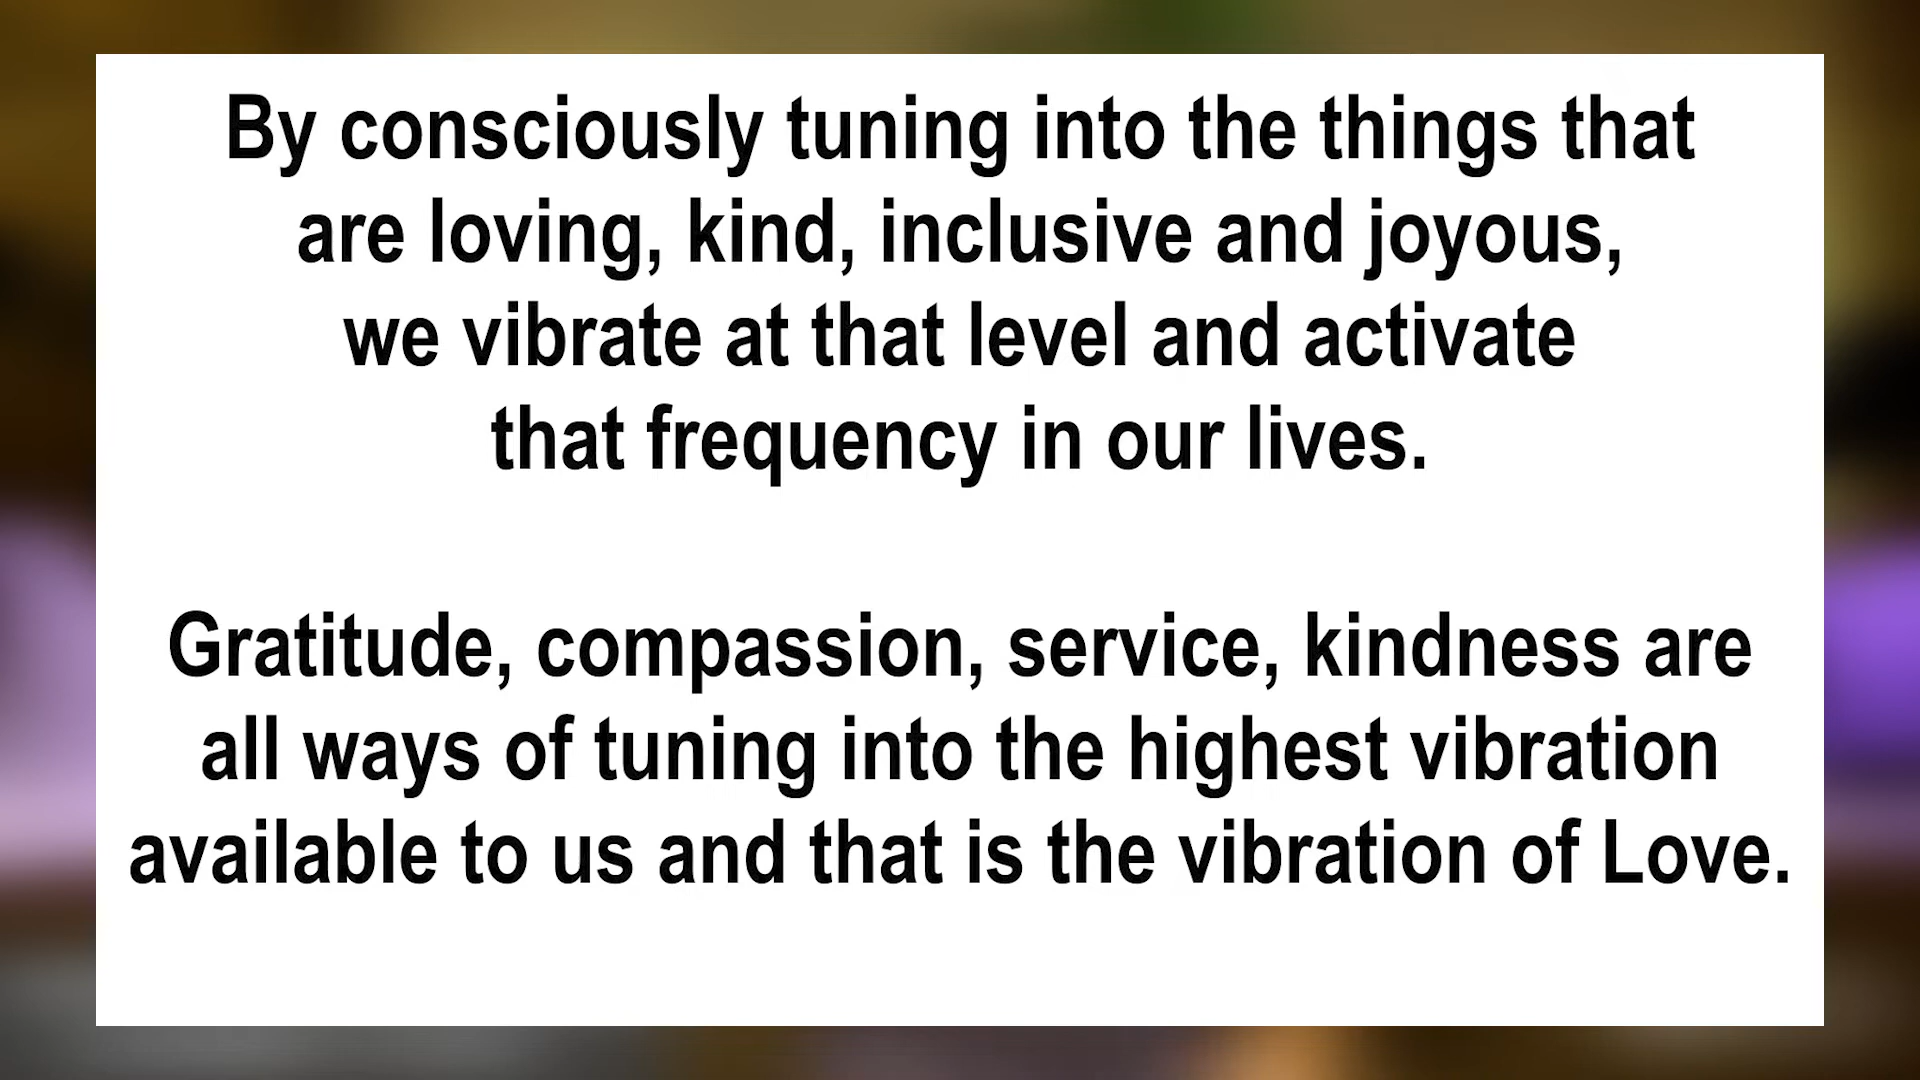 By consciously tuning into the things that
are loving, kind, inclusive and joyous,
we vibrate at that level and activate
that frequency in our lives.
Gratitude, compassion, service, kindness are
all ways of tuning into the highest vibration
available to us and that is the vibration of Love.